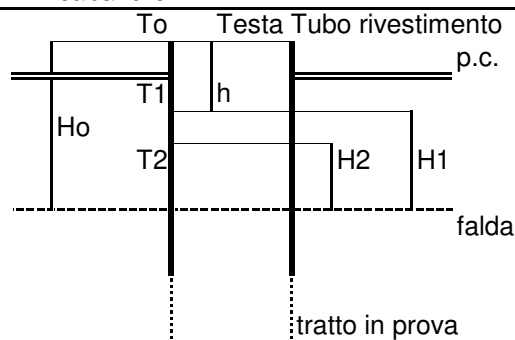 To Testa Tubo rivestimento
p.c.
T1 h
Ho
T2 H2 H1
falda
tratto in prova